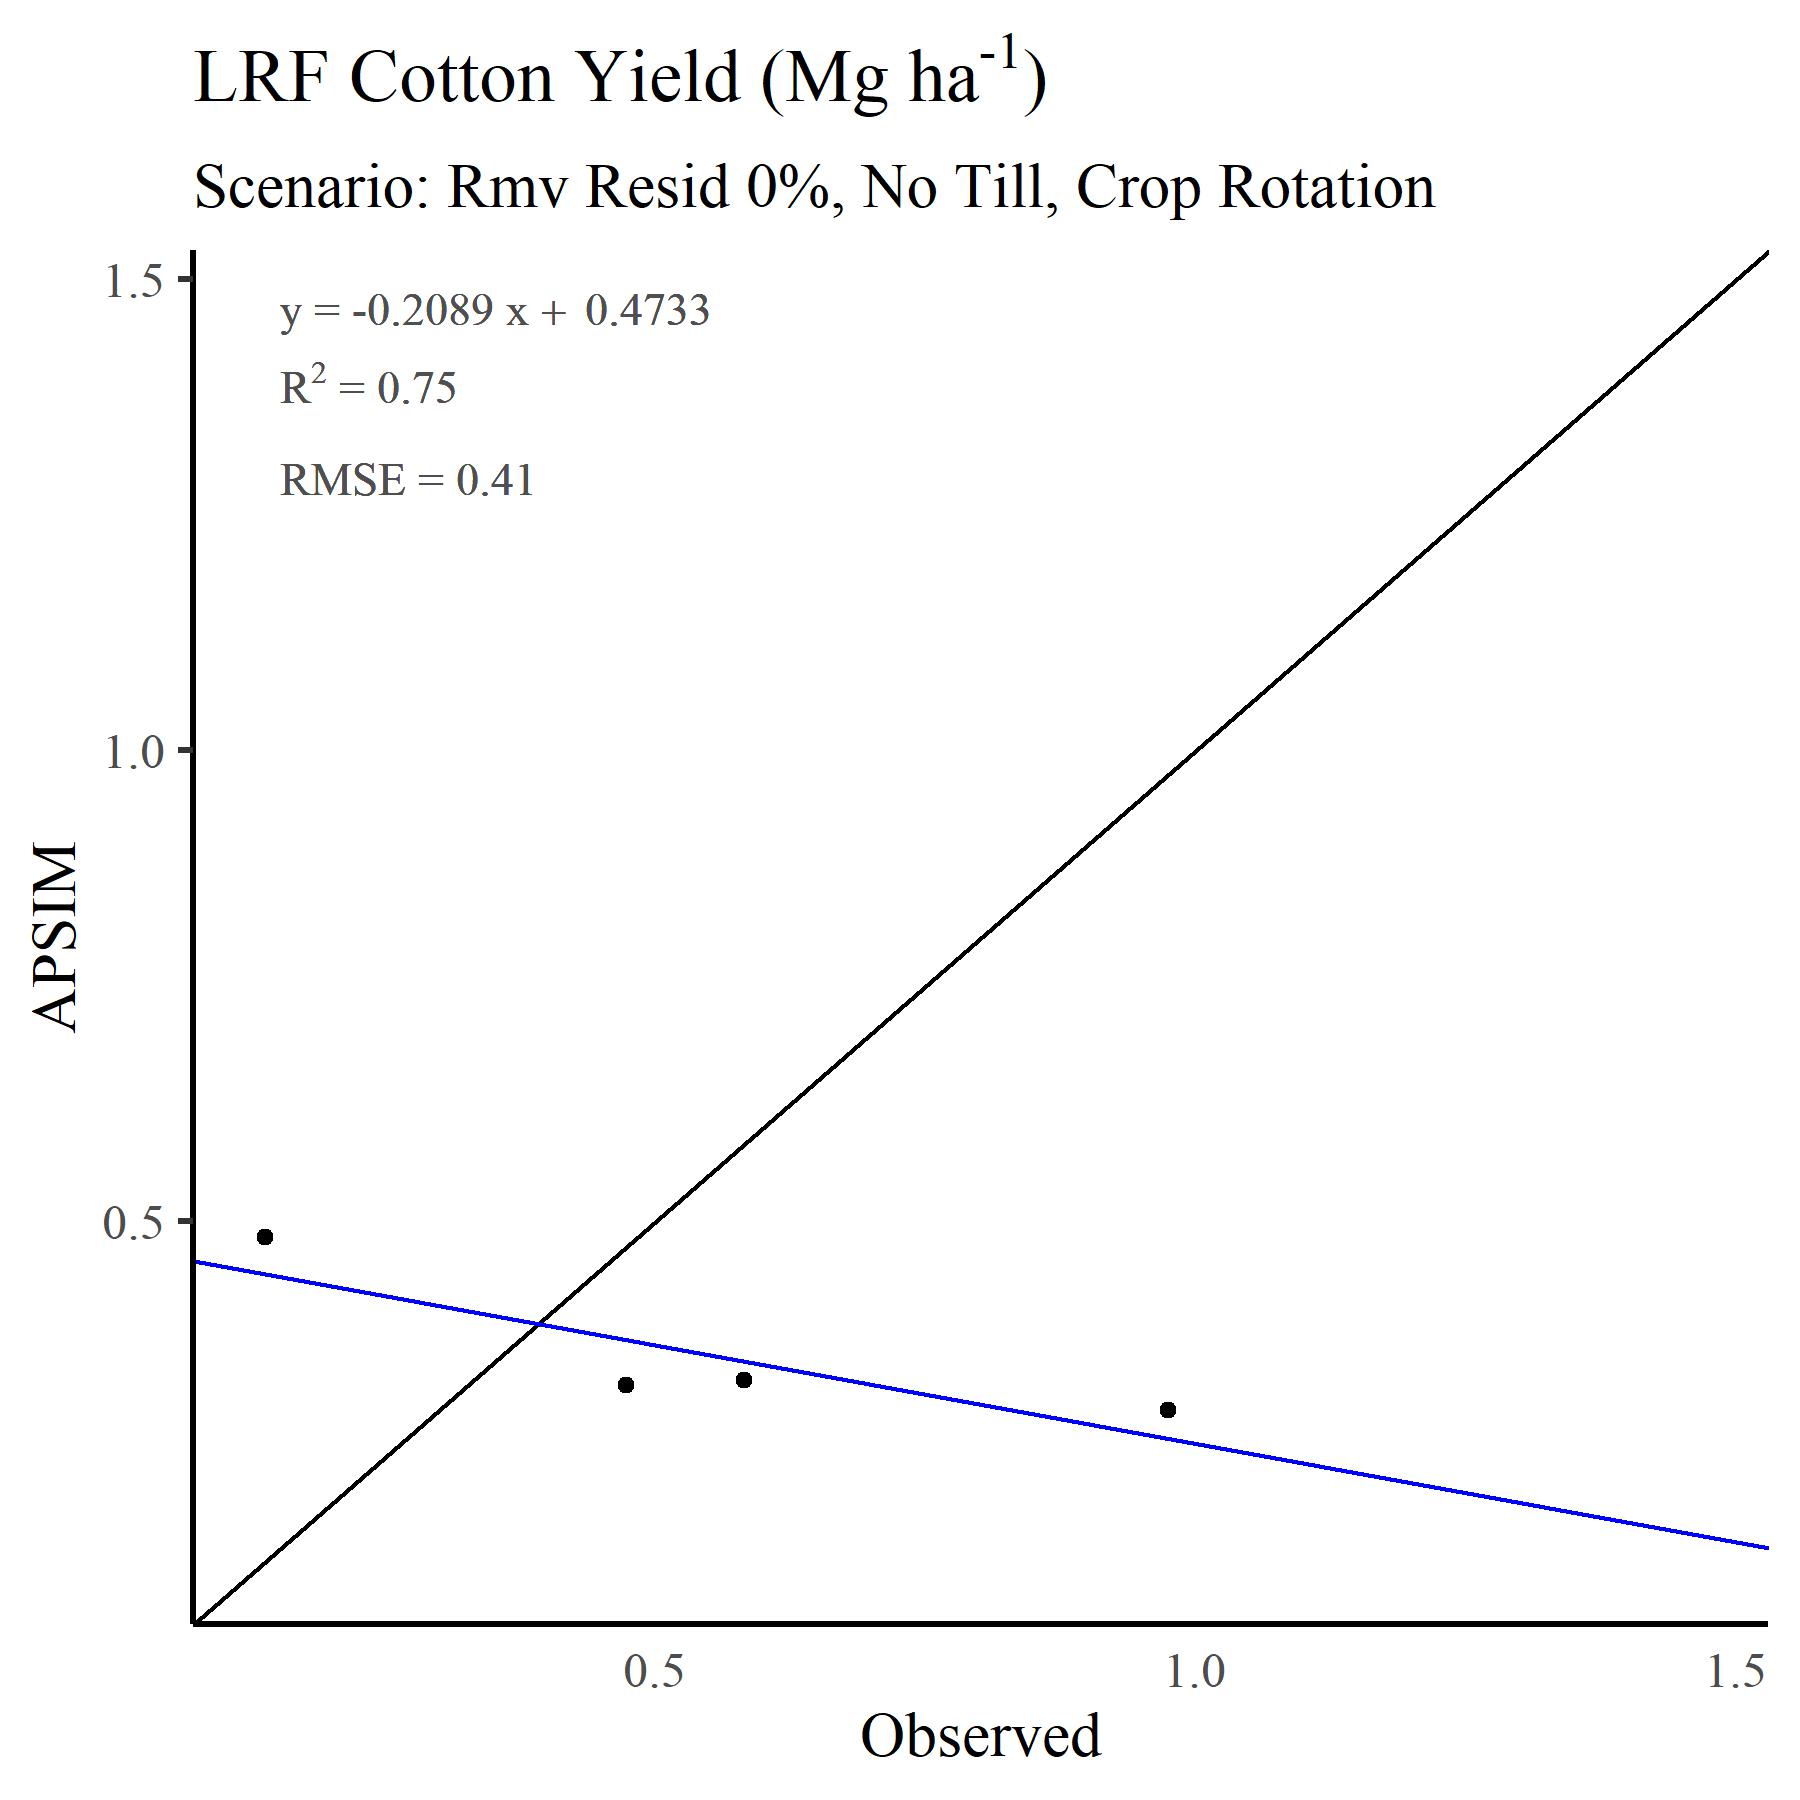 LRF Cotton Yield (Mg ha⁻¹)
Scenario: Rmv Resid 0%, No Till, Crop Rotation
1.5
y = -0.2089 x + 0.4733
R² = 0.75
RMSE = 0.41
1.0
APSIM
0.5
0.5 1.0 1.5
Observed